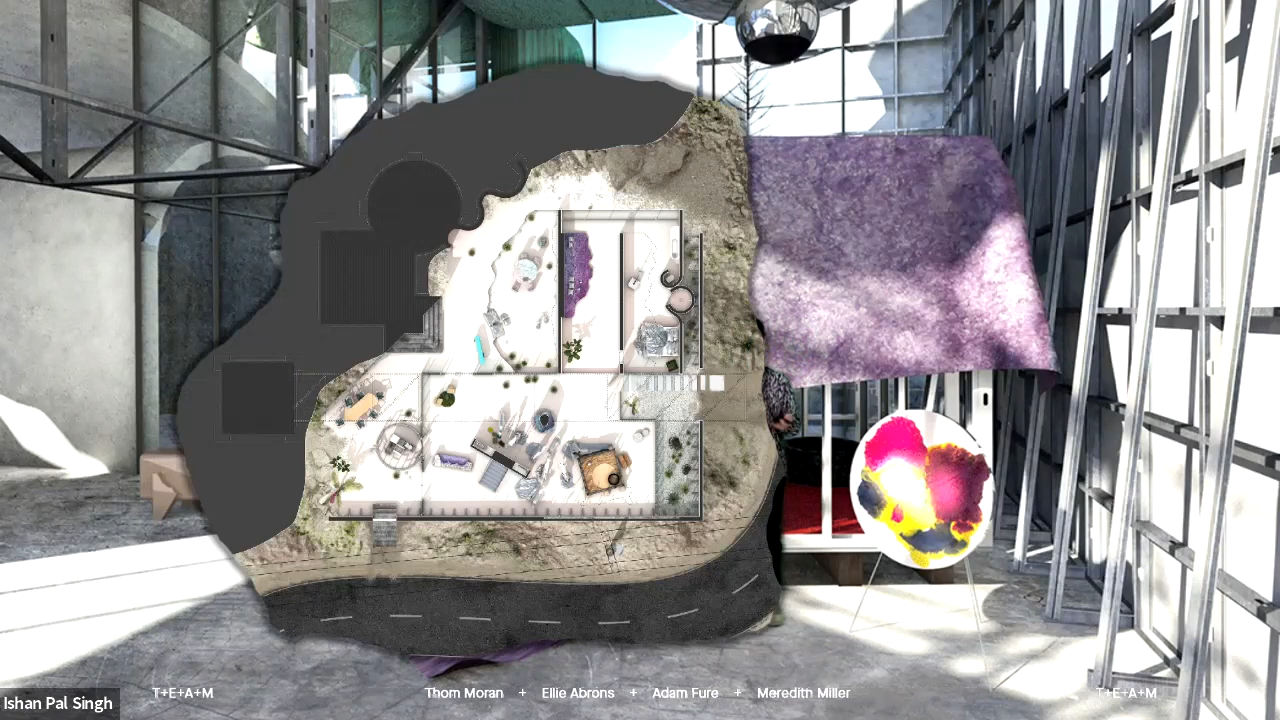 T+E+A+M
Thom Moran + Ellie Abrons + Adam Fure + Meredith Miller
T+E+A+M
Ishan Pal Singh